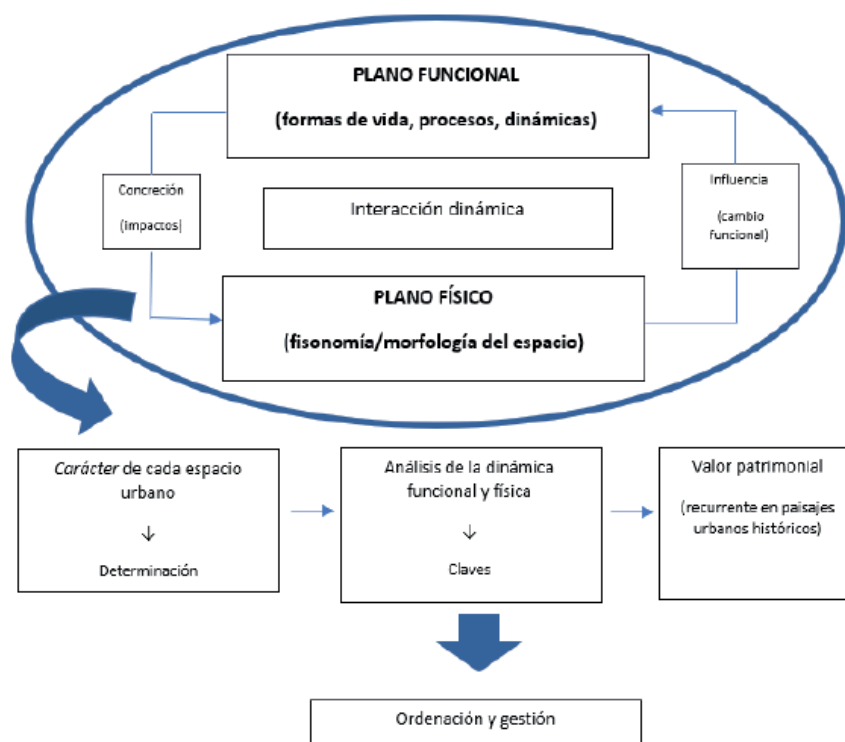 PLANO FUNCIONAL
(formas de vida, procesos, dinámicas)
Concreción
(impactos)
Interacción dinámica
Influencia
(cambio
funcional)
PLANO FÍSICO
(fisonomía/morfología del espacio)
Carácter de cada espacio
urbano
↓
Determinación
Análisis de la dinámica
funcional y física
↓
Claves
Valor patrimonial
(recurrente en paisajes
urbanos históricos)
Ordenación y gestión